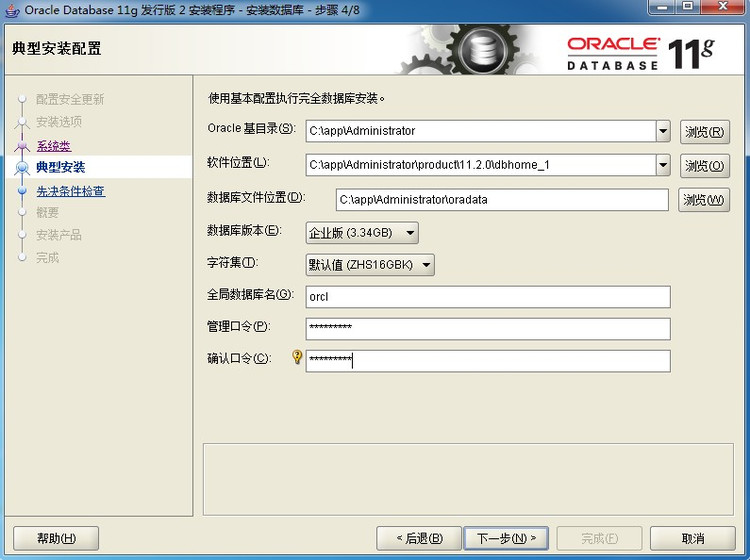 Oracle Database 11g 发行版 2 安装程序 - 安装数据库 - 步骤 4/8
典型安装配置
ORACLE
DATABASE 11g
配置安全更新
安装选项
系统类
典型安装
先决条件检查
概要
安装产品
完成
使用基本配置执行完全数据库安装。
Oracle 基目录(S): C:\app\Administrator 浏览(R)
软件位置(L): C:\app\Administrator\product\11.2.0\dbhome_1 浏览(O)
数据库文件位置(D): C:\app\Administrator\oradata 浏览(W)
数据库版本(E): 企业版 (3.34GB)
字符集(T): 默认值 (ZHS16GBK)
全局数据库名(G): orcl
管理口令(P): *********
确认口令(C): *********
帮助(H) < 后退(B) 下一步(N) > 完成(F) 取消